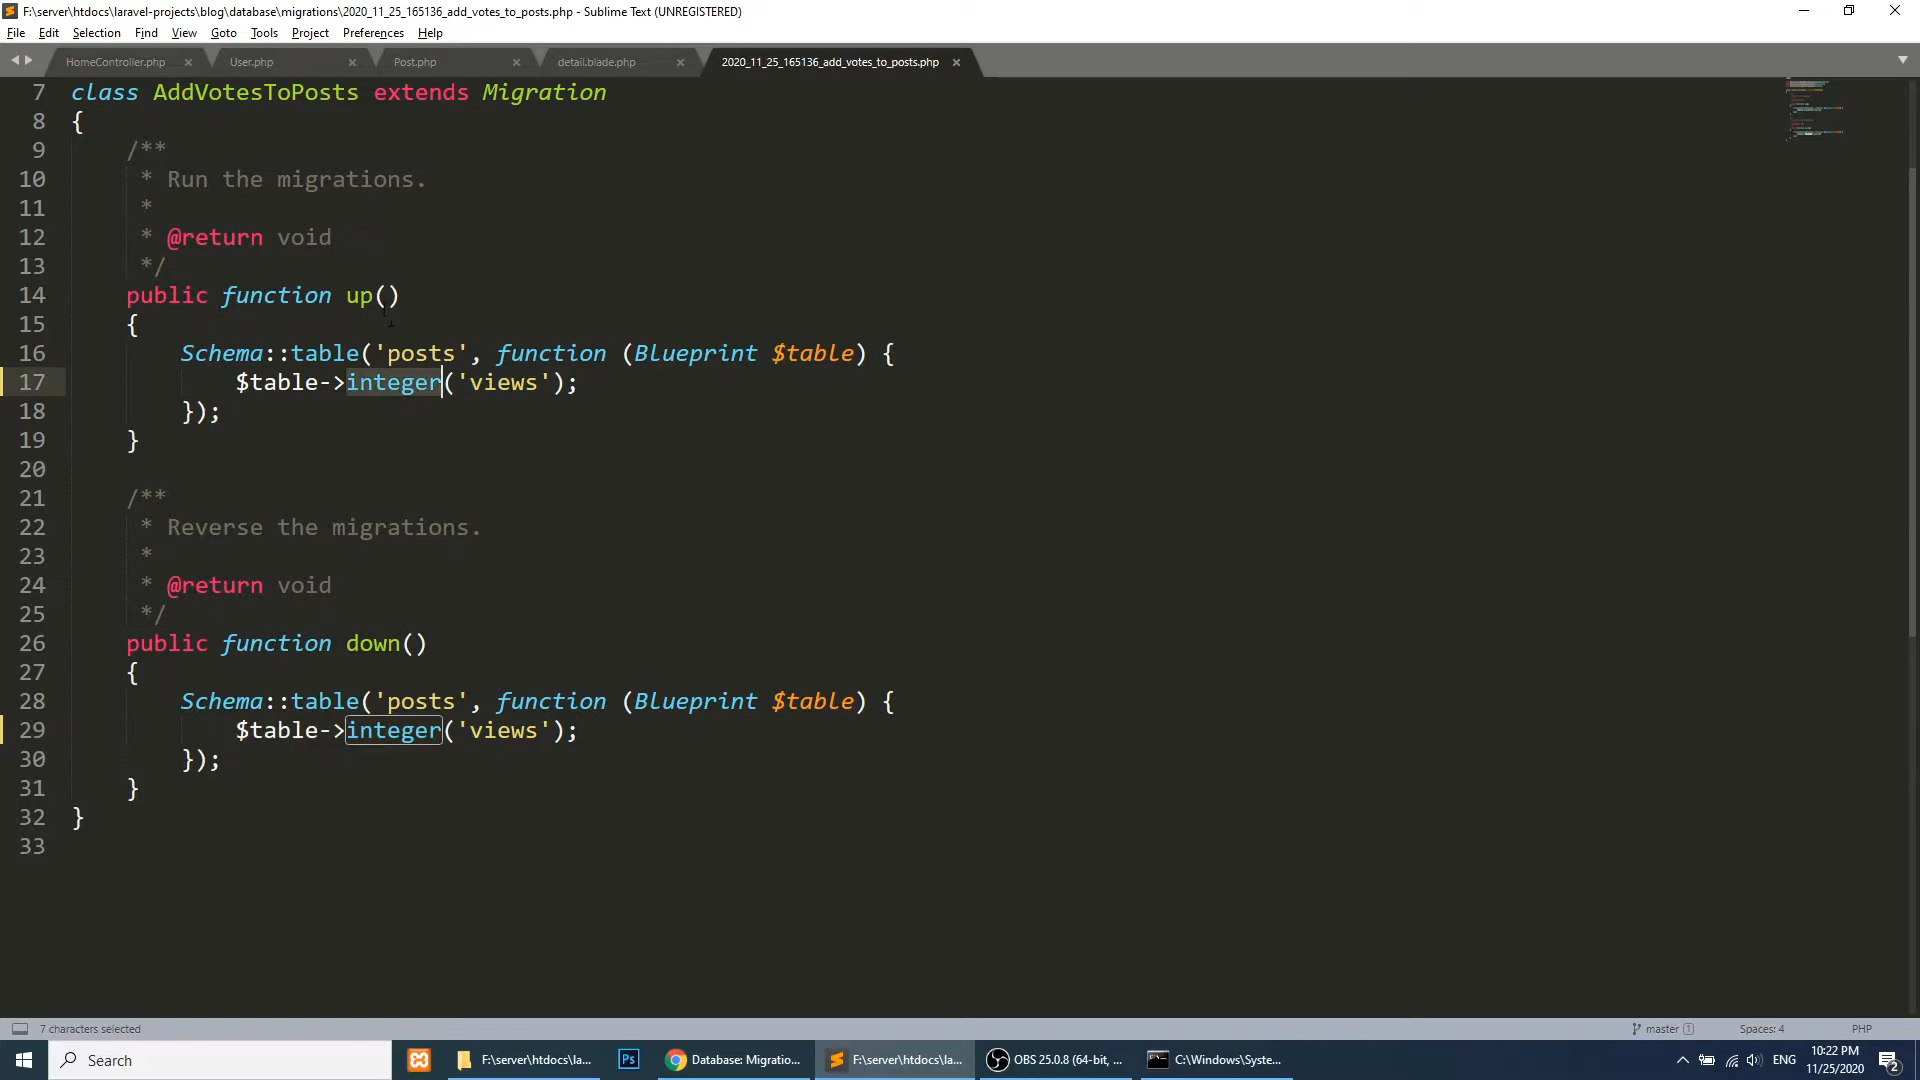 F:\server\htdocs\laravel-projects\blog\database\migrations\2020_11_25_165136_add_votes_to_posts.php - Sublime Text (UNREGISTERED)
File Edit Selection Find View Goto Tools Project Preferences Help
HomeController.php User.php Post.php detail.blade.php 2020_11_25_165136_add_votes_to_posts.php
7 class AddVotesToPosts extends Migration
8 {
9 /**
10 * Run the migrations.
11 *
12 * @return void
13 */
14 public function up()
15 {
16 Schema::table('posts', function (Blueprint $table) {
17 $table->integer('views');
18 });
19 }
20
21 /**
22 * Reverse the migrations.
23 *
24 * @return void
25 */
26 public function down()
27 {
28 Schema::table('posts', function (Blueprint $table) {
29 $table->integer('views');
30 });
31 }
32 }
33
7 characters selected master 1 Spaces: 4 PHP
Search Ps F:\server\htdocs\la... Database: Migratio... F:\server\htdocs\la... OBS 25.0.8 (64-bit, ... C:\Windows\Syste... ENG 10:22 PM 2
11/25/2020